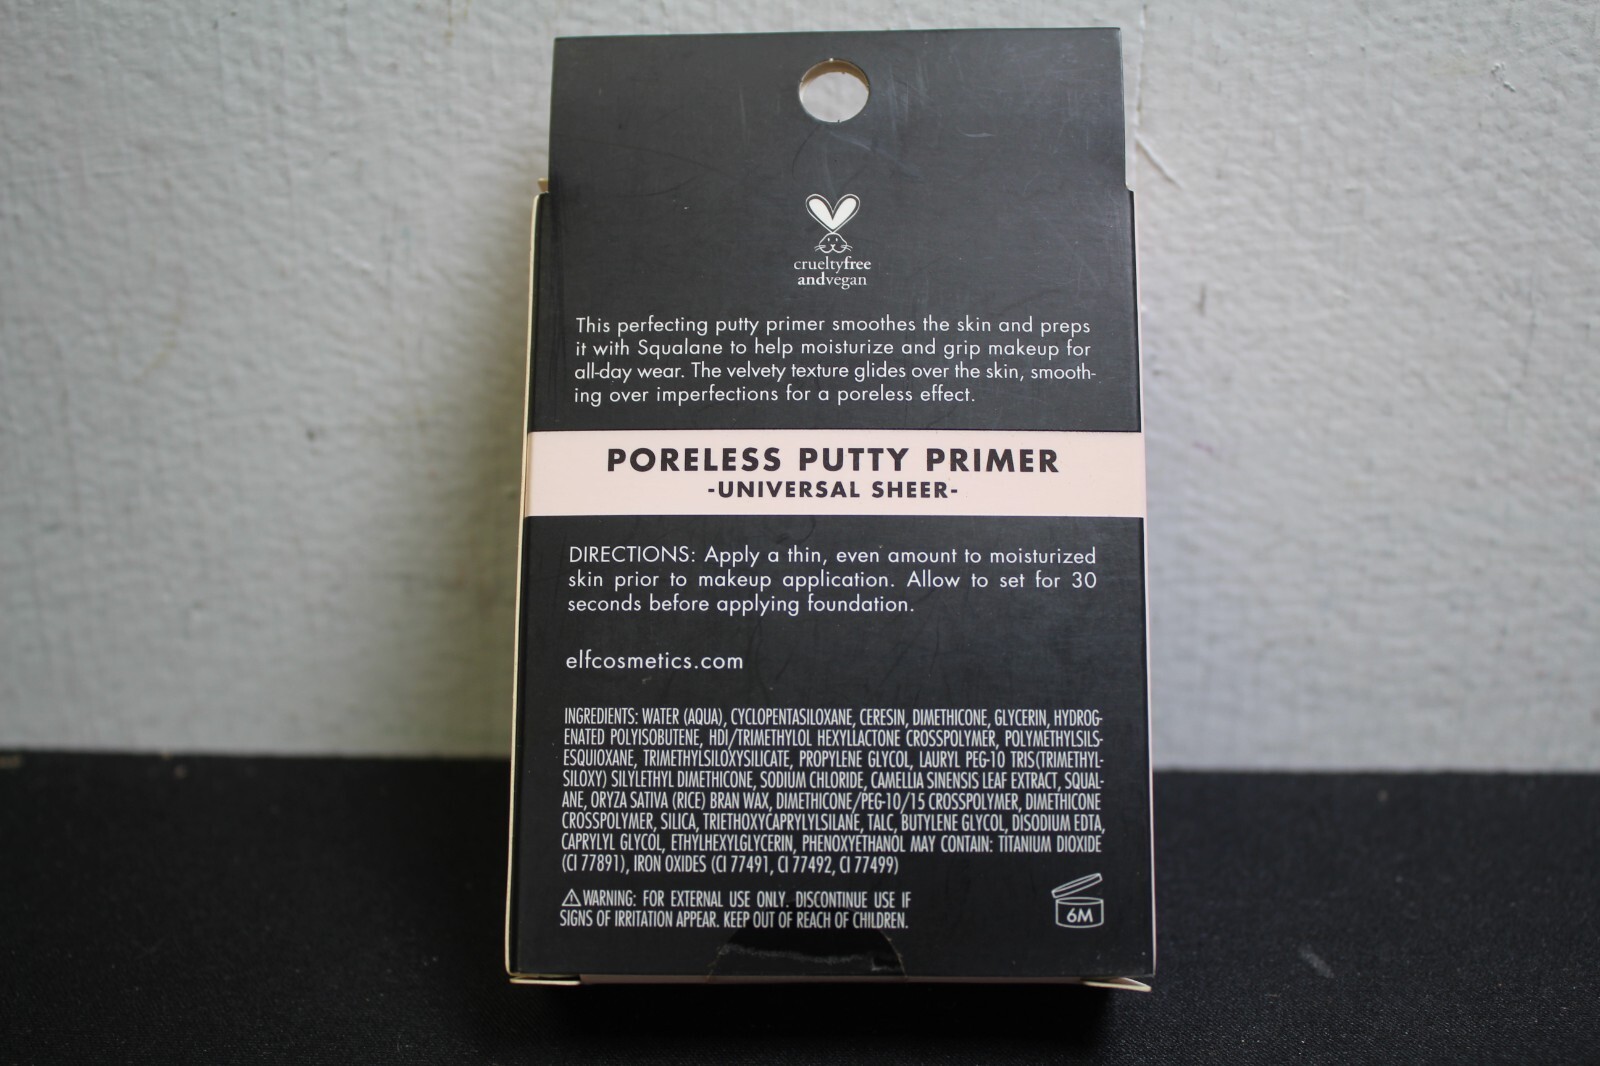 crueltyfree
andvegan
This perfecting putty primer smoothes the skin and preps
it with Squalane to help moisturize and grip makeup for
all-day wear. The velvety texture glides over the skin, smooth-
ing over imperfections for a poreless effect.
PORELESS PUTTY PRIMER
-UNIVERSAL SHEER-
DIRECTIONS: Apply a thin, even amount to moisturized
skin prior to makeup application. Allow to set for 30
seconds before applying foundation.
elfcosmetics.com
INGREDIENTS: WATER (AQUA), CYCLOPENTASILOXANE, CERESIN, DIMETHICONE, GLYCERIN, HYDROG-
ENATED POLYISOBUTENE, HDI/TRIMETHYLOL HEXYLLACTONE CROSSPOLYMER, POLYMETHYLSILS-
ESQUIOXANE, TRIMETHYLSILOXYSILICATE, PROPYLENE GLYCOL, LAURYL PEG-10 TRIS(TRIMETHYL-
SILOXY) SILYLETHYL DIMETHICONE, SODIUM CHLORIDE, CAMELLIA SINENSIS LEAF EXTRACT, SQUAL-
ANE, ORYZA SATIVA (RICE) BRAN WAX, DIMETHICONE/PEG-10/15 CROSSPOLYMER, DIMETHICONE
CROSSPOLYMER, SILICA, TRIETHOXYCAPRYLYLSILANE, TALC, BUTYLENE GLYCOL, DISODIUM EDTA,
CAPRYLYL GLYCOL, ETHYLHEXYLGLYCERIN, PHENOXYETHANOL MAY CONTAIN: TITANIUM DIOXIDE
(CI 77891), IRON OXIDES (CI 77491, CI 77492, CI 77499)
WARNING: FOR EXTERNAL USE ONLY. DISCONTINUE USE IF
SIGNS OF IRRITATION APPEAR. KEEP OUT OF REACH OF CHILDREN.
6M